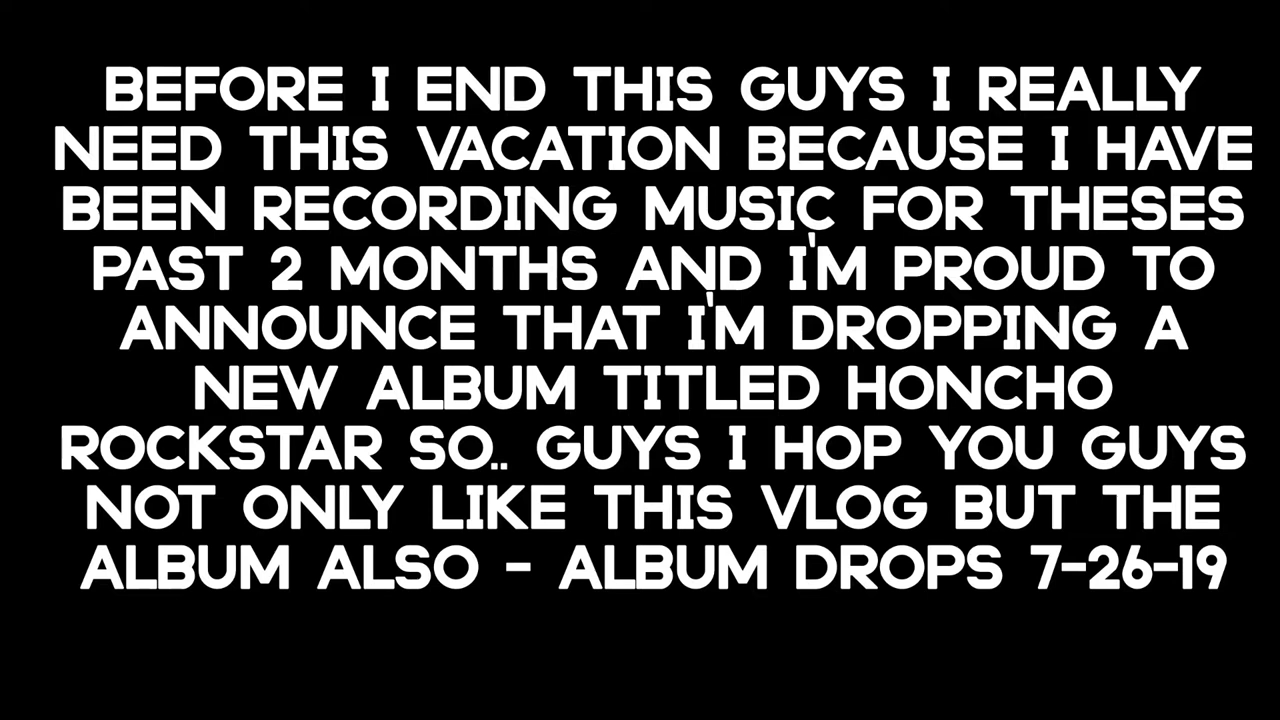 BEFORE I END THIS GUYS I REALLY
NEED THIS VACATION BECAUSE I HAVE
BEEN RECORDING MUSIC FOR THESES
PAST 2 MONTHS AND I'M PROUD TO
ANNOUNCE THAT I'M DROPPING A
NEW ALBUM TITLED HONCHO
ROCKSTAR SO.. GUYS I HOP YOU GUYS
NOT ONLY LIKE THIS VLOG BUT THE
ALBUM ALSO - ALBUM DROPS 7-26-19